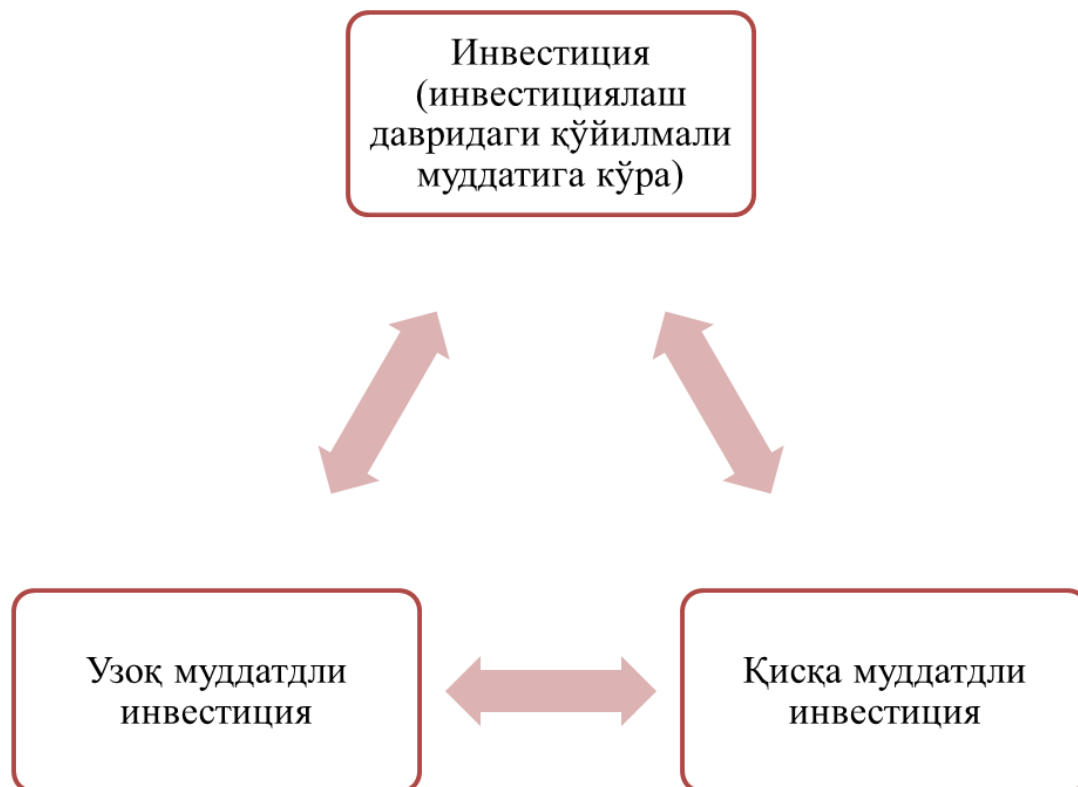 Инвестиция
(инвестициялаш
давридаги қўйилмали
муддатига кўра)
Узоқ муддатдли
инвестиция
Қисқа муддатдли
инвестиция